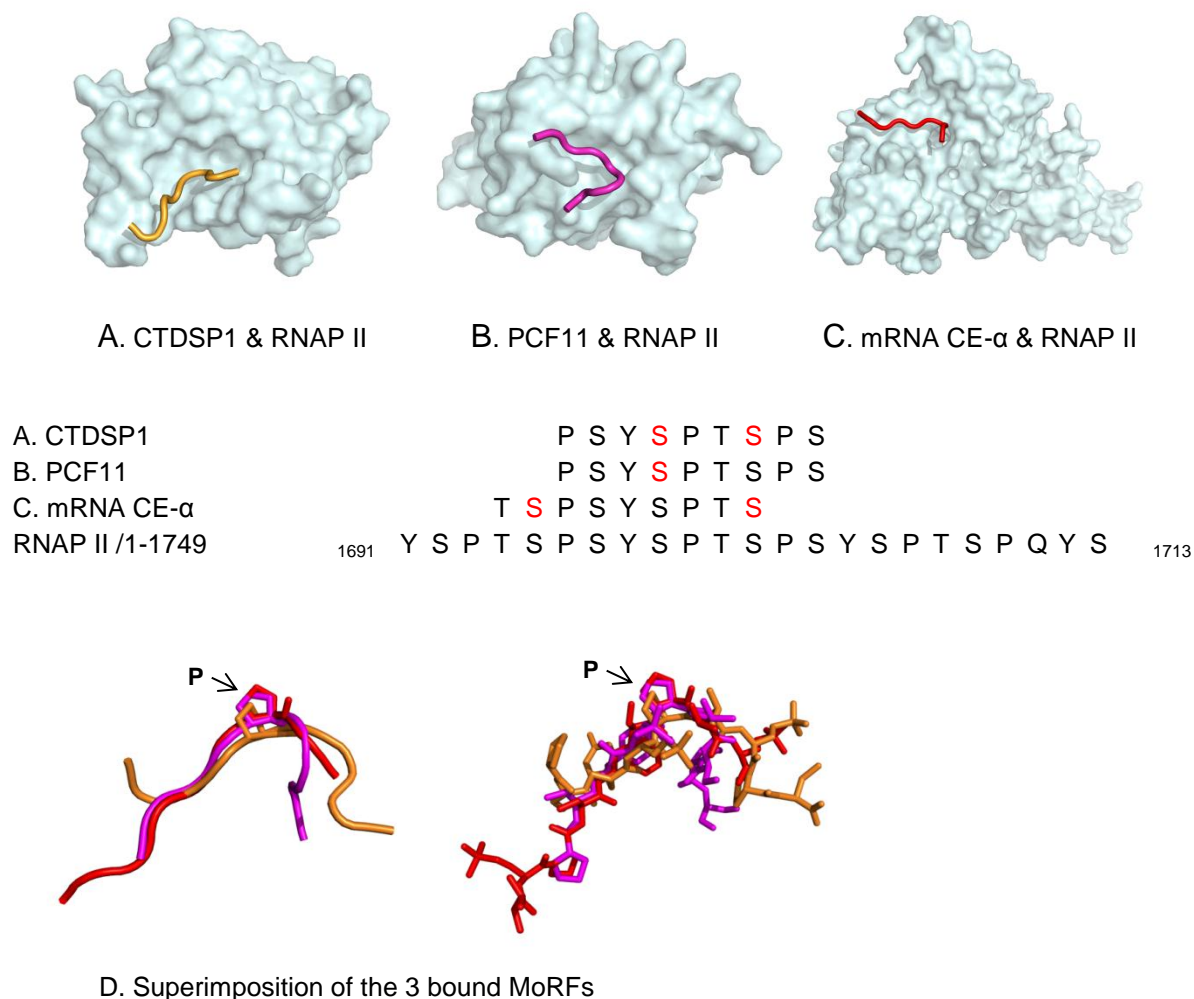 A. CTDSP1 & RNAP II B. PCF11 & RNAP II C. mRNA CE-α & RNAP II
A. CTDSP1 P S Y S P T S P S
B. PCF11 P S Y S P T S P S
C. mRNA CE-α T S P S Y S P T S
RNAP II /1-1749 1691 Y S P T S P S Y S P T S P S Y S P T S P Q Y S 1713
P P
D. Superimposition of the 3 bound MoRFs